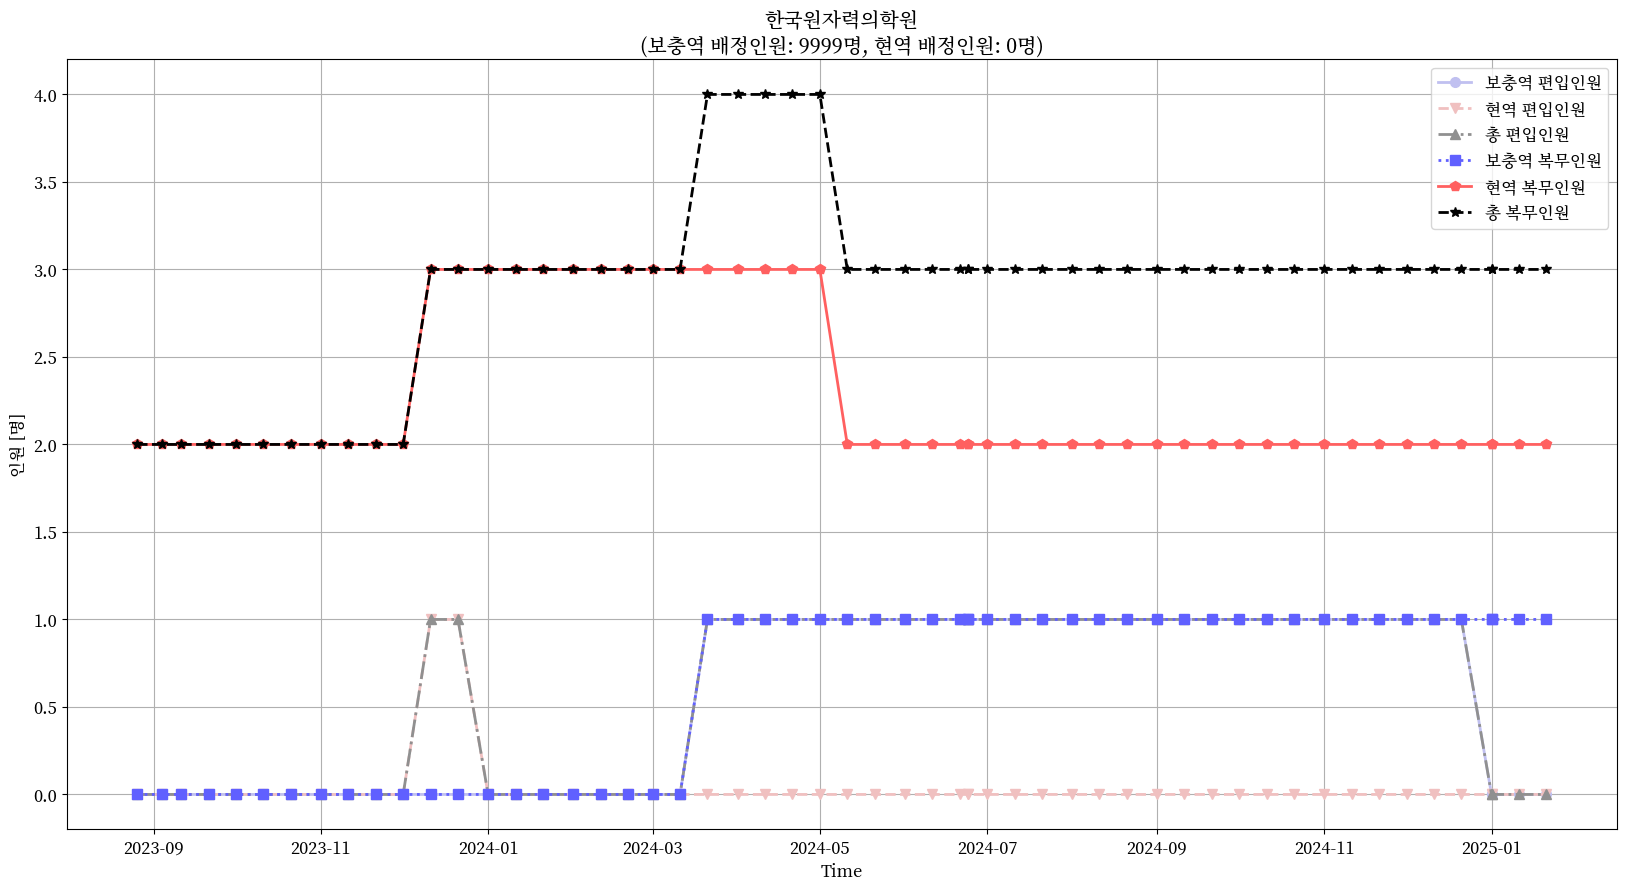 한국원자력의학원
(보충역 배정인원: 9999명, 현역 배정인원: 0명)
보충역 편입인원
현역 편입인원
총 편입인원
보충역 복무인원
현역 복무인원
총 복무인원
인원 [명]
4.0
3.5
3.0
2.5
2.0
1.5
1.0
0.5
0.0
2023-09
2023-11
2024-01
2024-03
2024-05
2024-07
2024-09
2024-11
2025-01
Time